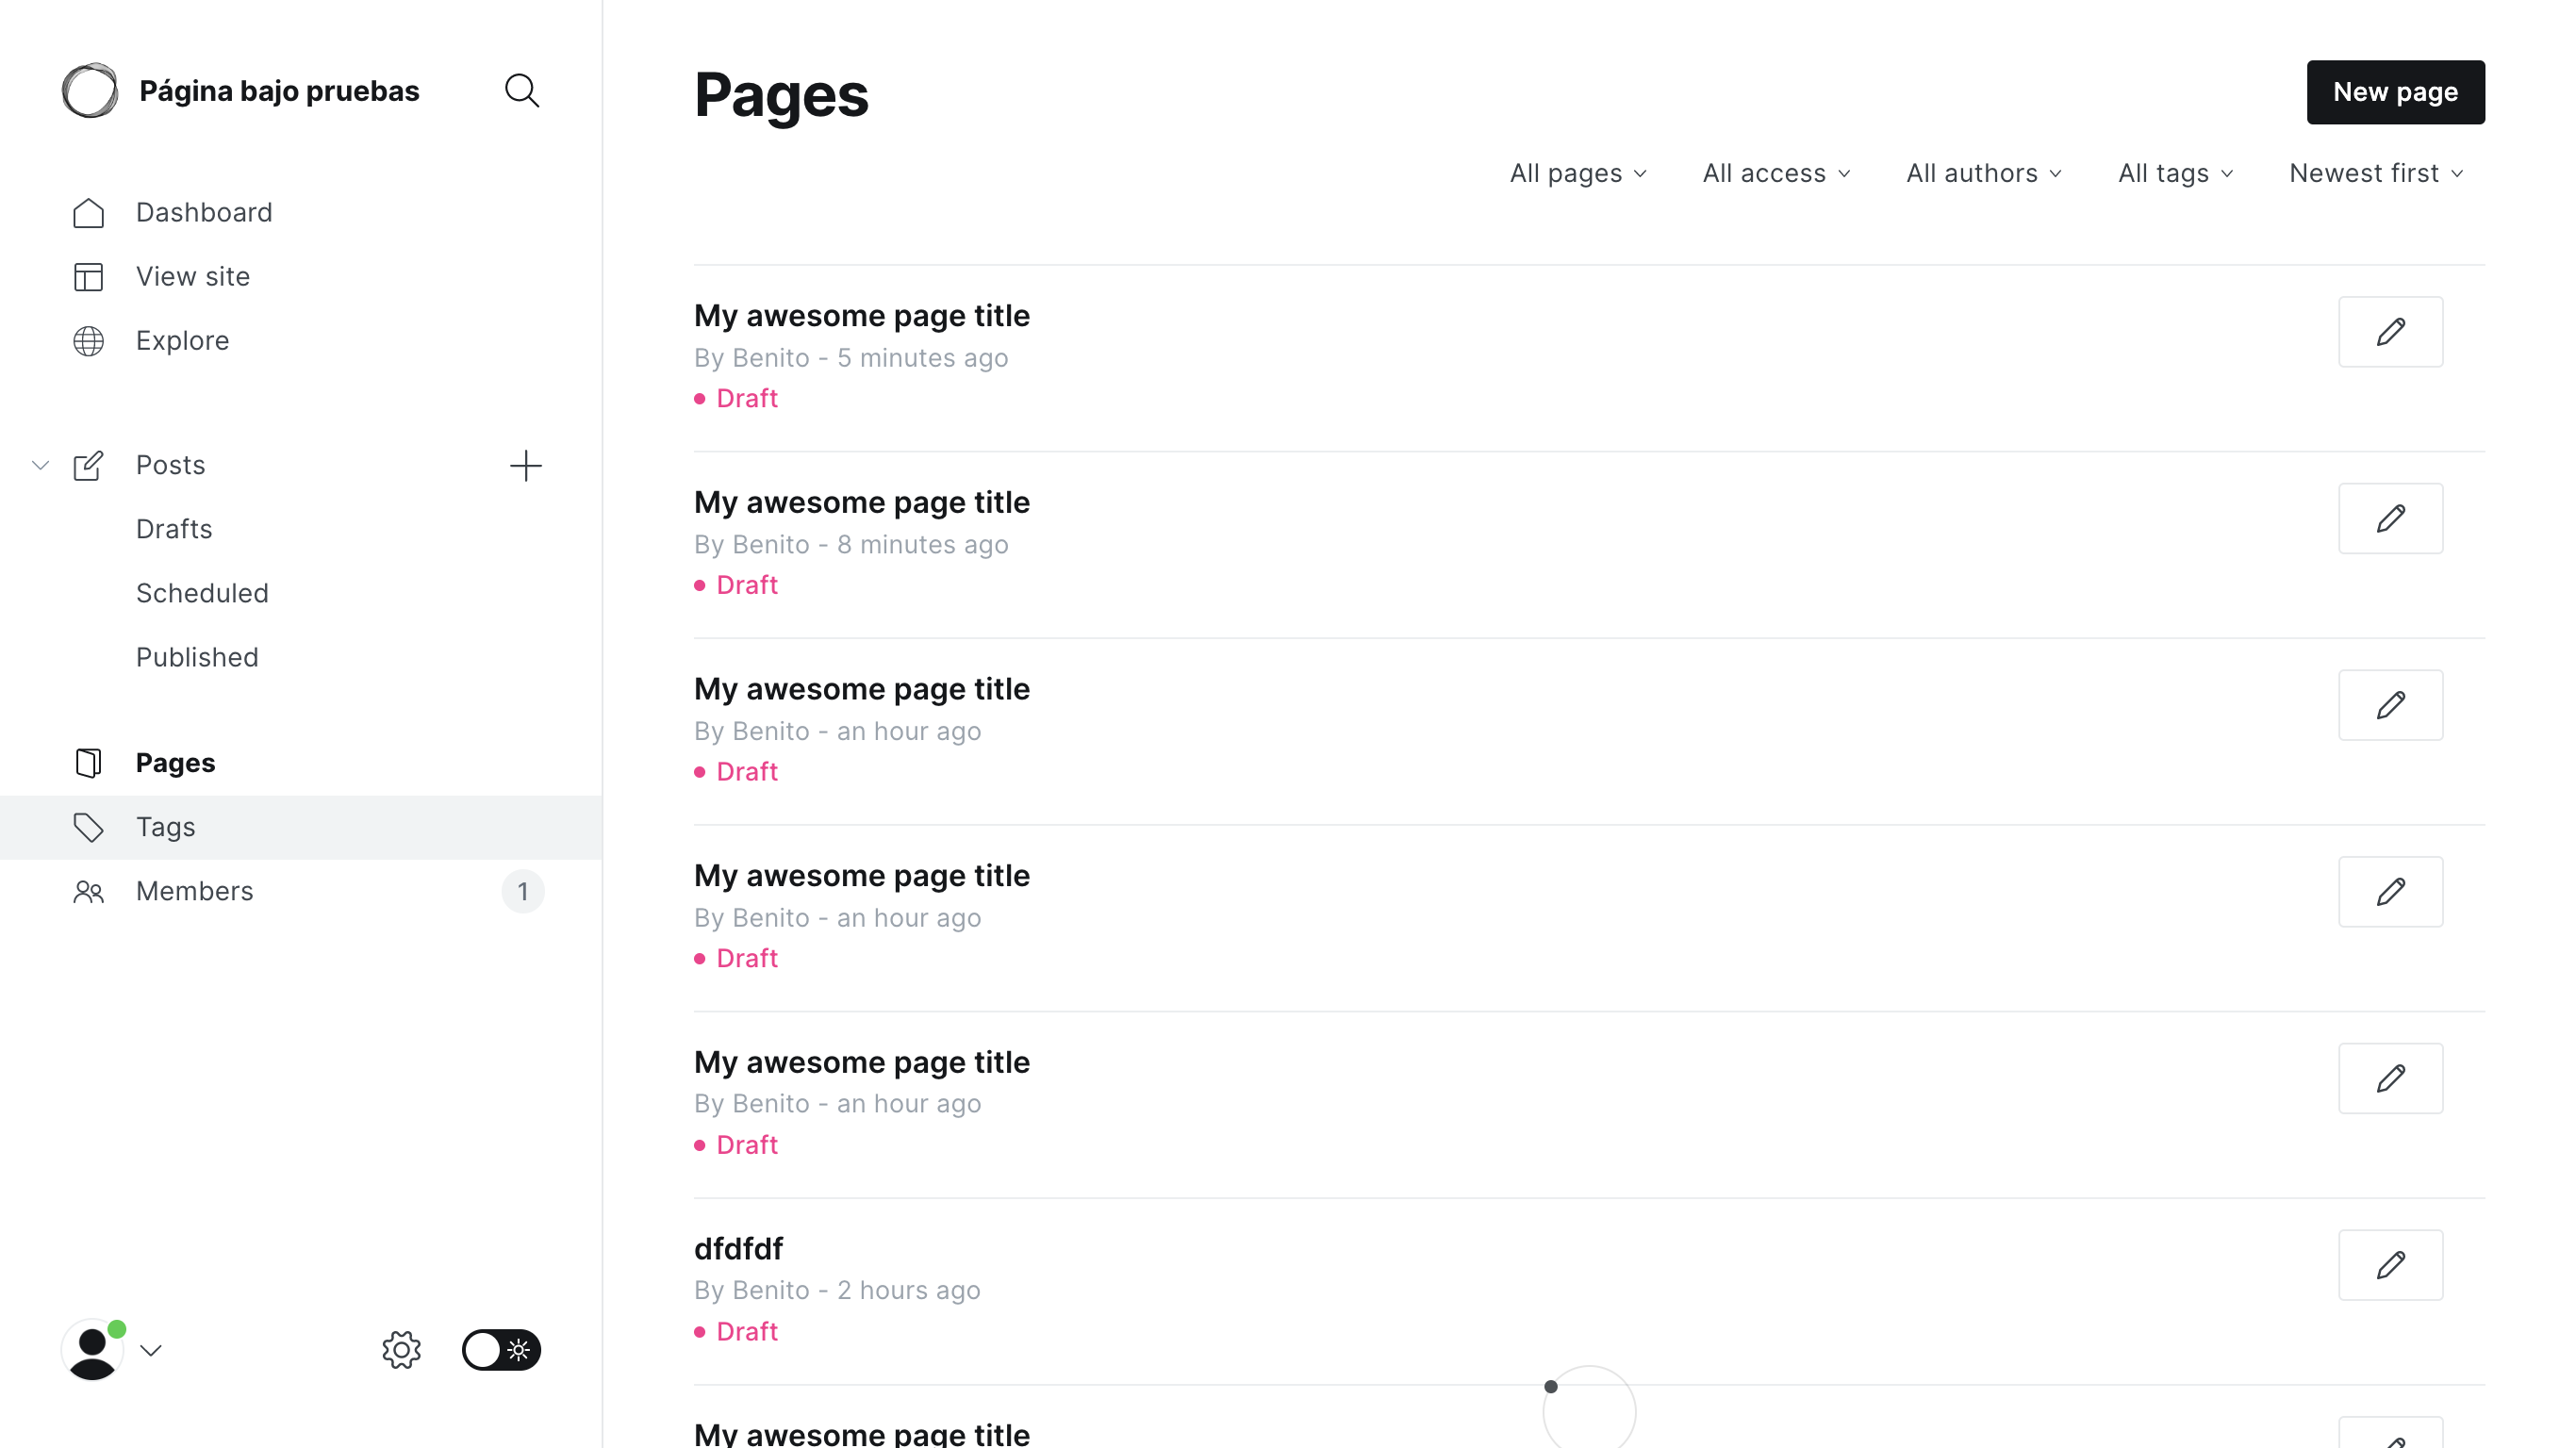 Página bajo pruebas
Dashboard
View site
Explore
Posts
Drafts
Scheduled
Published
Pages
Tags
Members 1
Pages
New page
All pages All access All authors All tags Newest first
My awesome page title
By Benito - 5 minutes ago
Draft
My awesome page title
By Benito - 8 minutes ago
Draft
My awesome page title
By Benito - an hour ago
Draft
My awesome page title
By Benito - an hour ago
Draft
My awesome page title
By Benito - an hour ago
Draft
dfdfdf
By Benito - 2 hours ago
Draft
My awesome page title